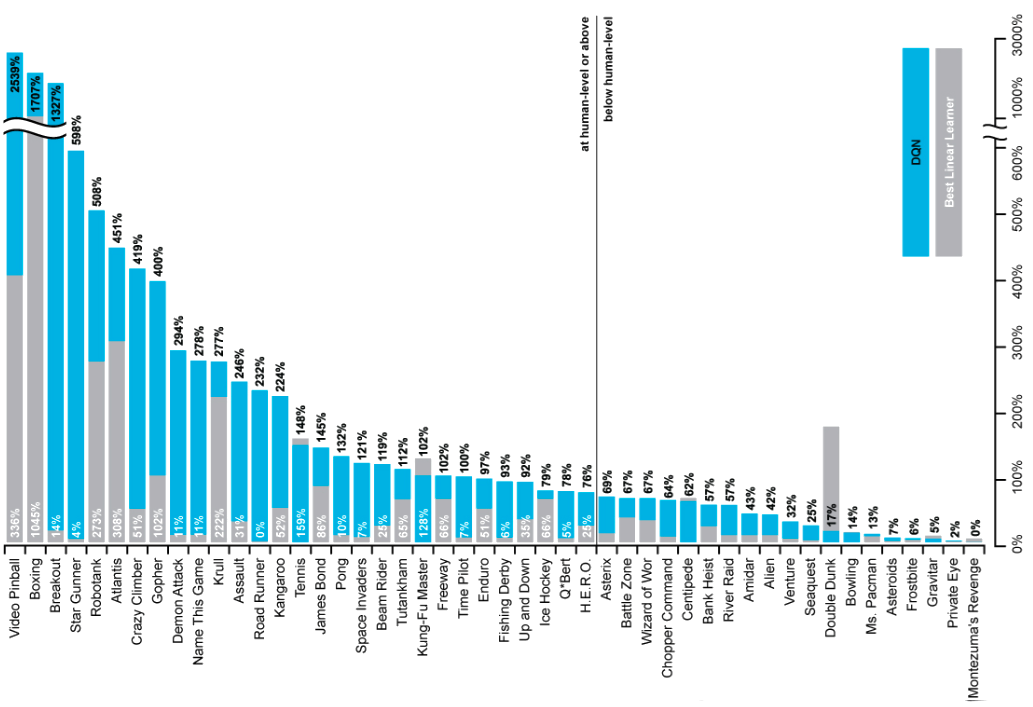 2539%
1707%
1327%
598%
508%
451%
419%
400%
294%
278%
277%
246%
232%
224%
148%
145%
132%
121%
119%
112%
102%
102%
100%
97%
93%
92%
79%
78%
76%
69%
67%
67%
64%
62%
57%
57%
43%
42%
32%
25%
17%
14%
13%
7%
6%
5%
2%
0%
at human-level or above
below human-level
DQN
Best Linear Learner
3000%
1000%
600%
500%
400%
300%
200%
100%
0
336%
1045%
14%
4%
273%
308%
51%
102%
11%
11%
222%
31%
0%
52%
159%
86%
10%
7%
25%
65%
128%
66%
7%
51%
6%
35%
66%
5%
25%
Video Pinball
Boxing
Breakout
Star Gunner
Robotank
Atlantis
Crazy Climber
Gopher
Demon Attack
Name This Game
Krull
Assault
Road Runner
Kangaroo
Tennis
James Bond
Pong
Space Invaders
Beam Rider
Tutankham
Kung-Fu Master
Freeway
Time Pilot
Enduro
Fishing Derby
Up and Down
Ice Hockey
Q*Bert
H.E.R.O.
Asterix
Battle Zone
Wizard of Wor
Chopper Command
Centipede
Bank Heist
River Raid
Amidar
Alien
Venture
Seaquest
Double Dunk
Bowling
Ms. Pacman
Asteroids
Frostbite
Gravitar
Private Eye
Montezuma's Revenge